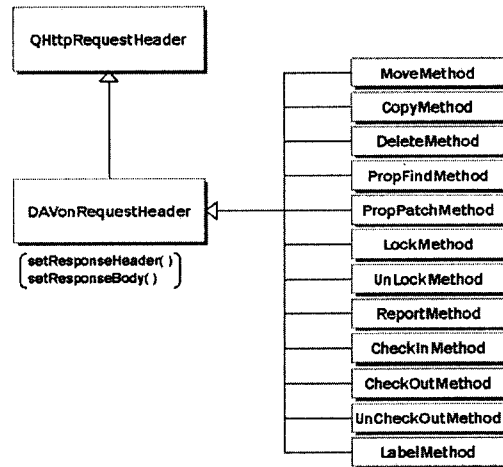 QHttpRequestHeader
DAVonRequestHeader
setResponseHeader( )
setResponseBody( )
MoveMethod
CopyMethod
DeleteMethod
PropFindMethod
PropPatchMethod
LockMethod
UnLockMethod
ReportMethod
CheckInMethod
CheckOutMethod
UnCheckOutMethod
LabelMethod